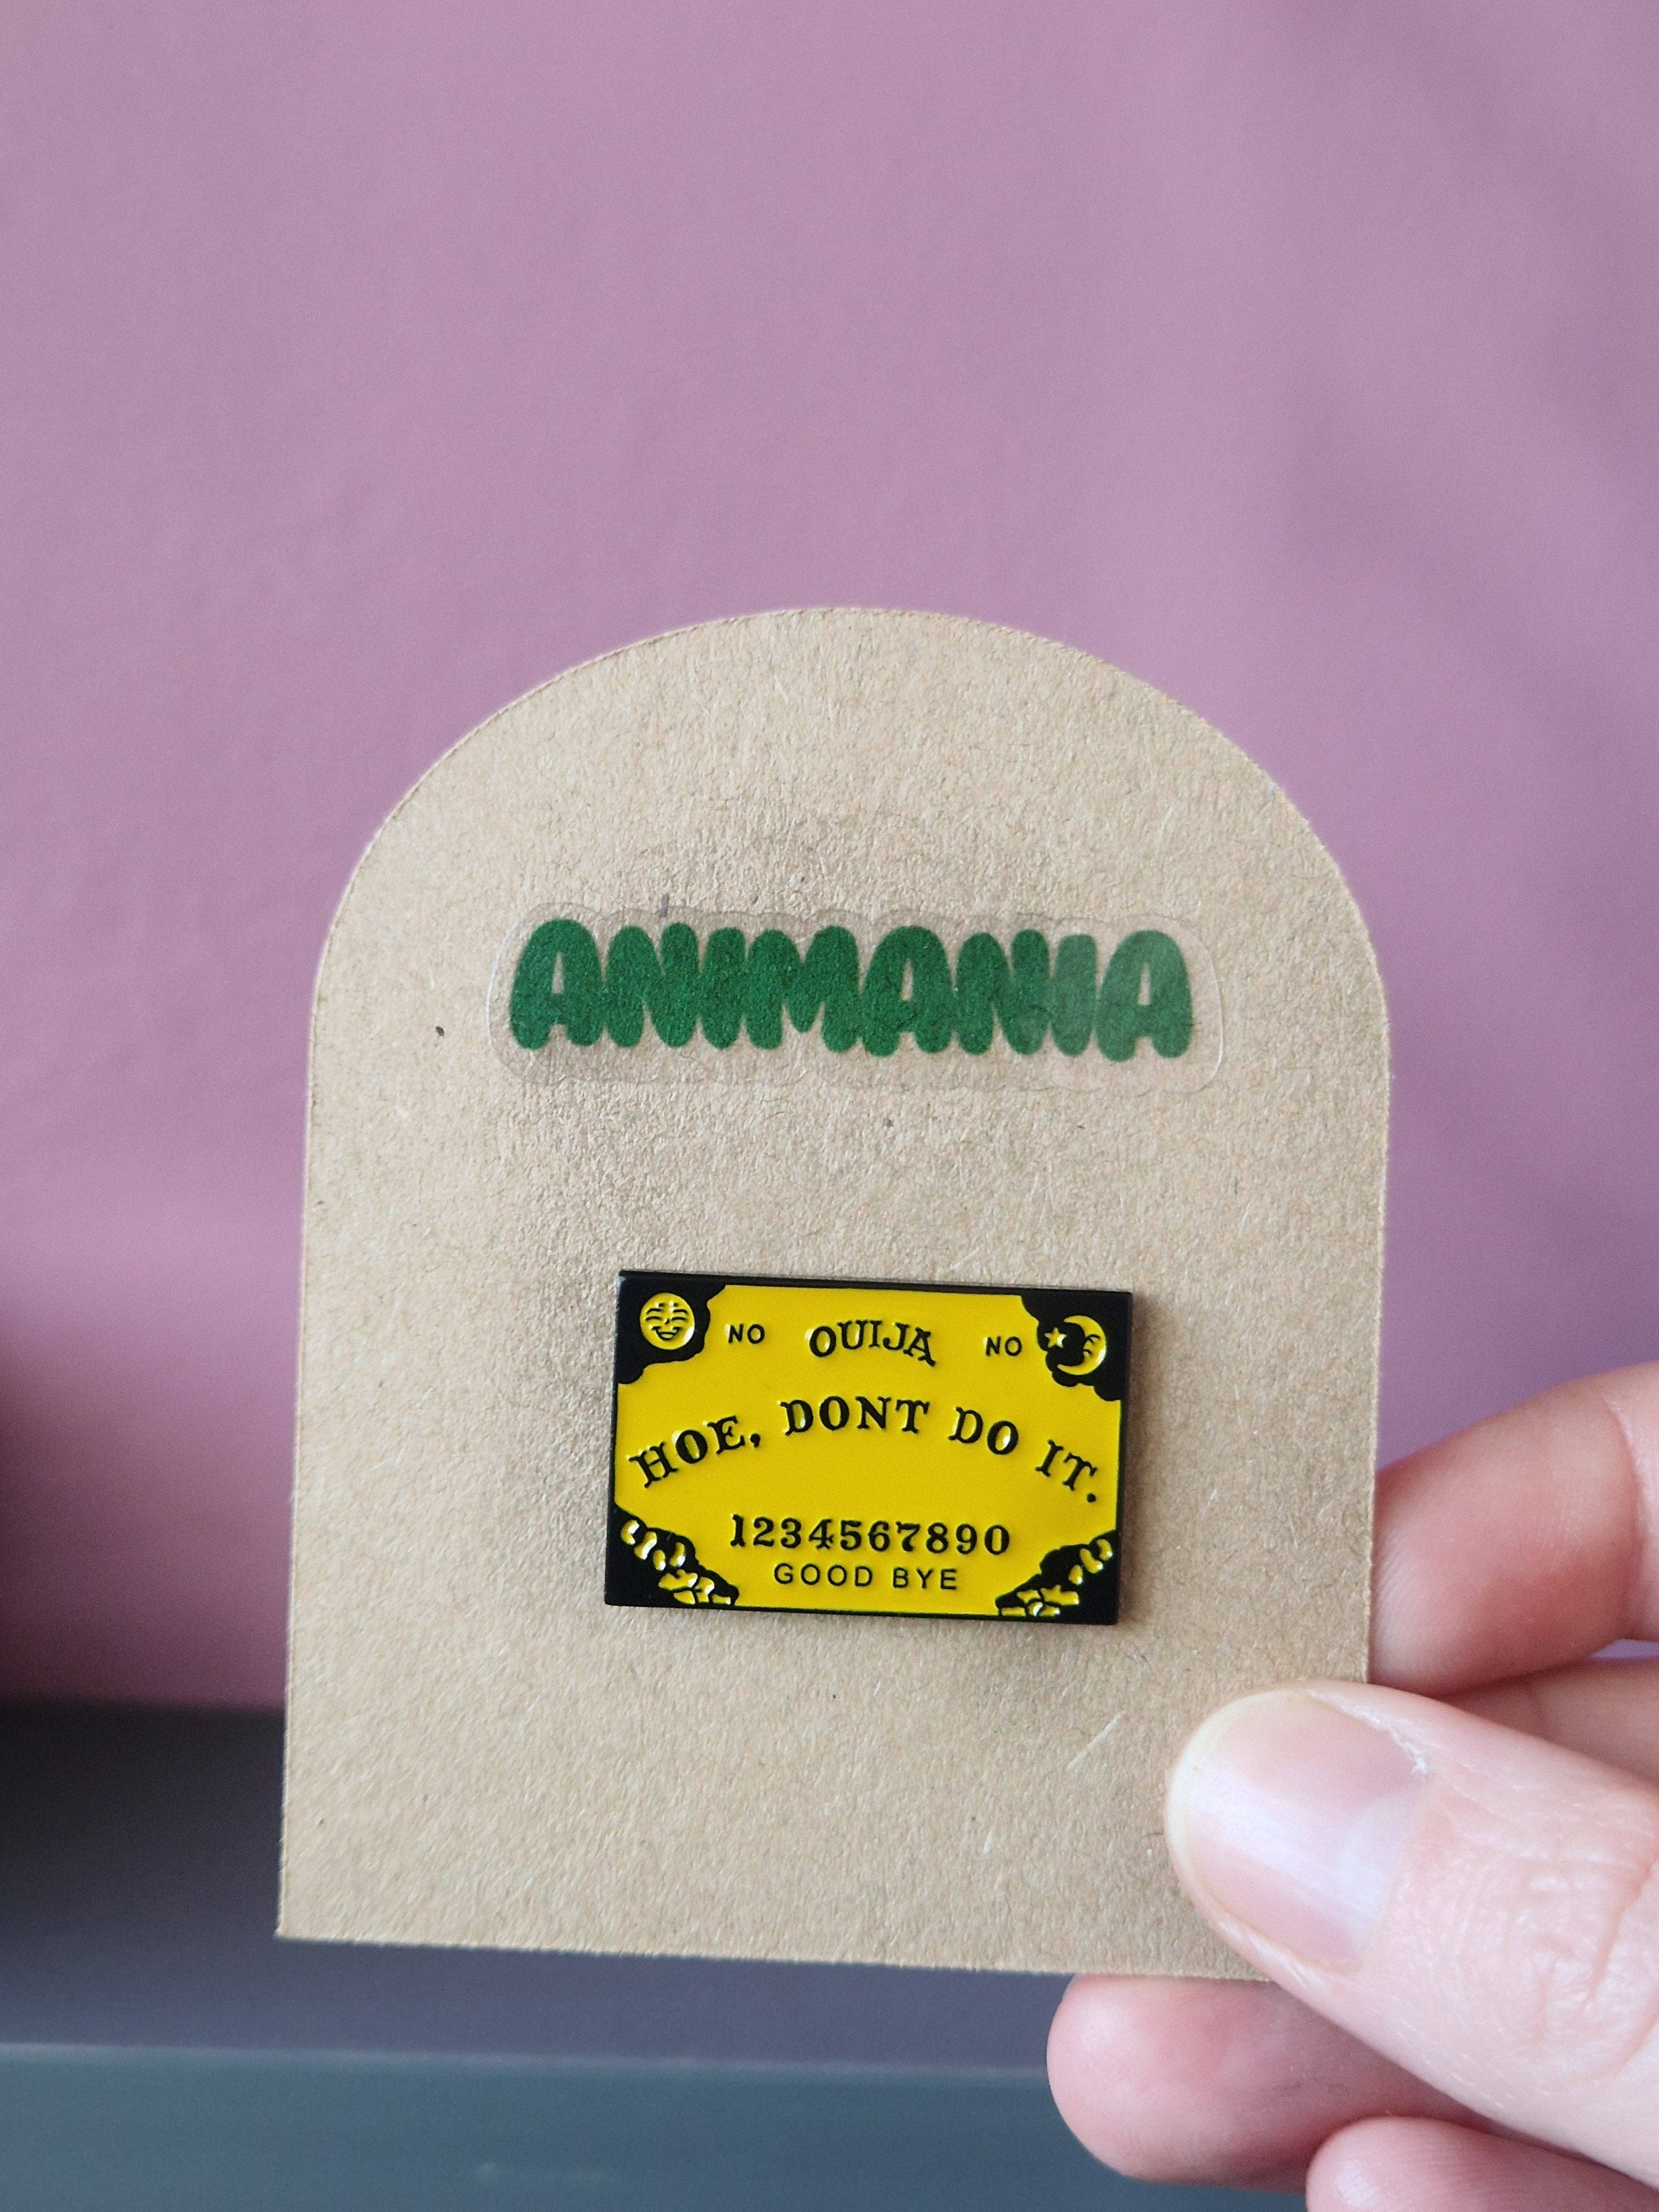 ANIMANIA
NO OUIJA NO
HOE, DONT DO IT.
1234567890
GOOD BYE